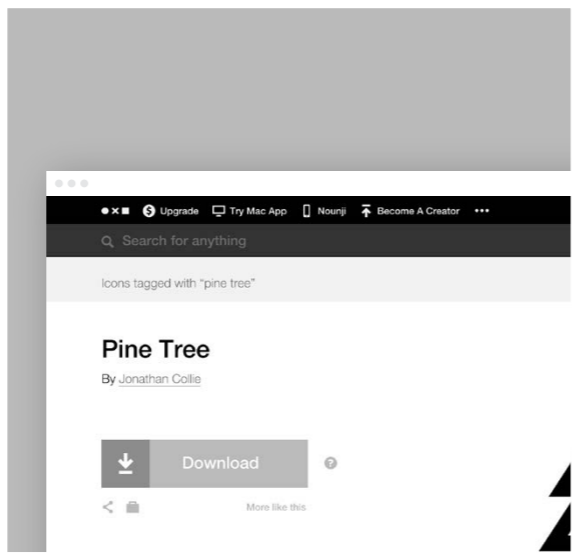 Upgrade Try Mac App Nounji Become A Creator •••
Search for anything
Icons tagged with “pine tree”
Pine Tree
By Jonathan Collie
Download ?
More like this